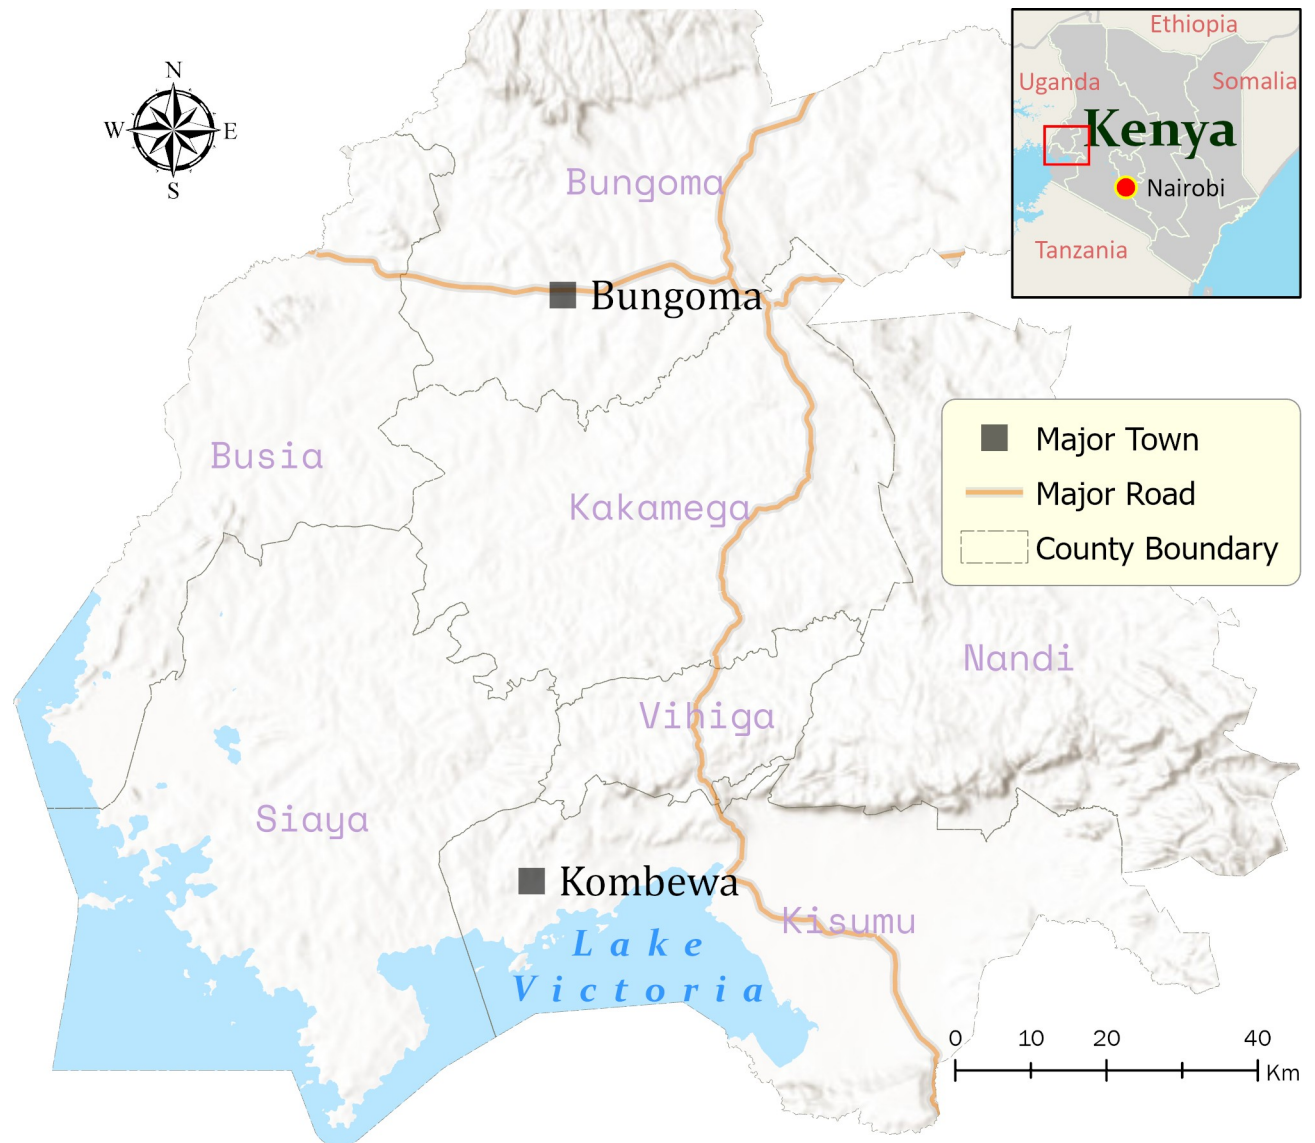 N
W
E
S
Ethiopia
Uganda
Somalia
Kenya
Nairobi
Tanzania
Bungoma
Bungoma
Major Town
Major Road
County Boundary
Busia
Kakamega
Nandi
Vihiga
Siaya
Kombewa
Kisumu
Lake
Victoria
0 10 20 40
Km